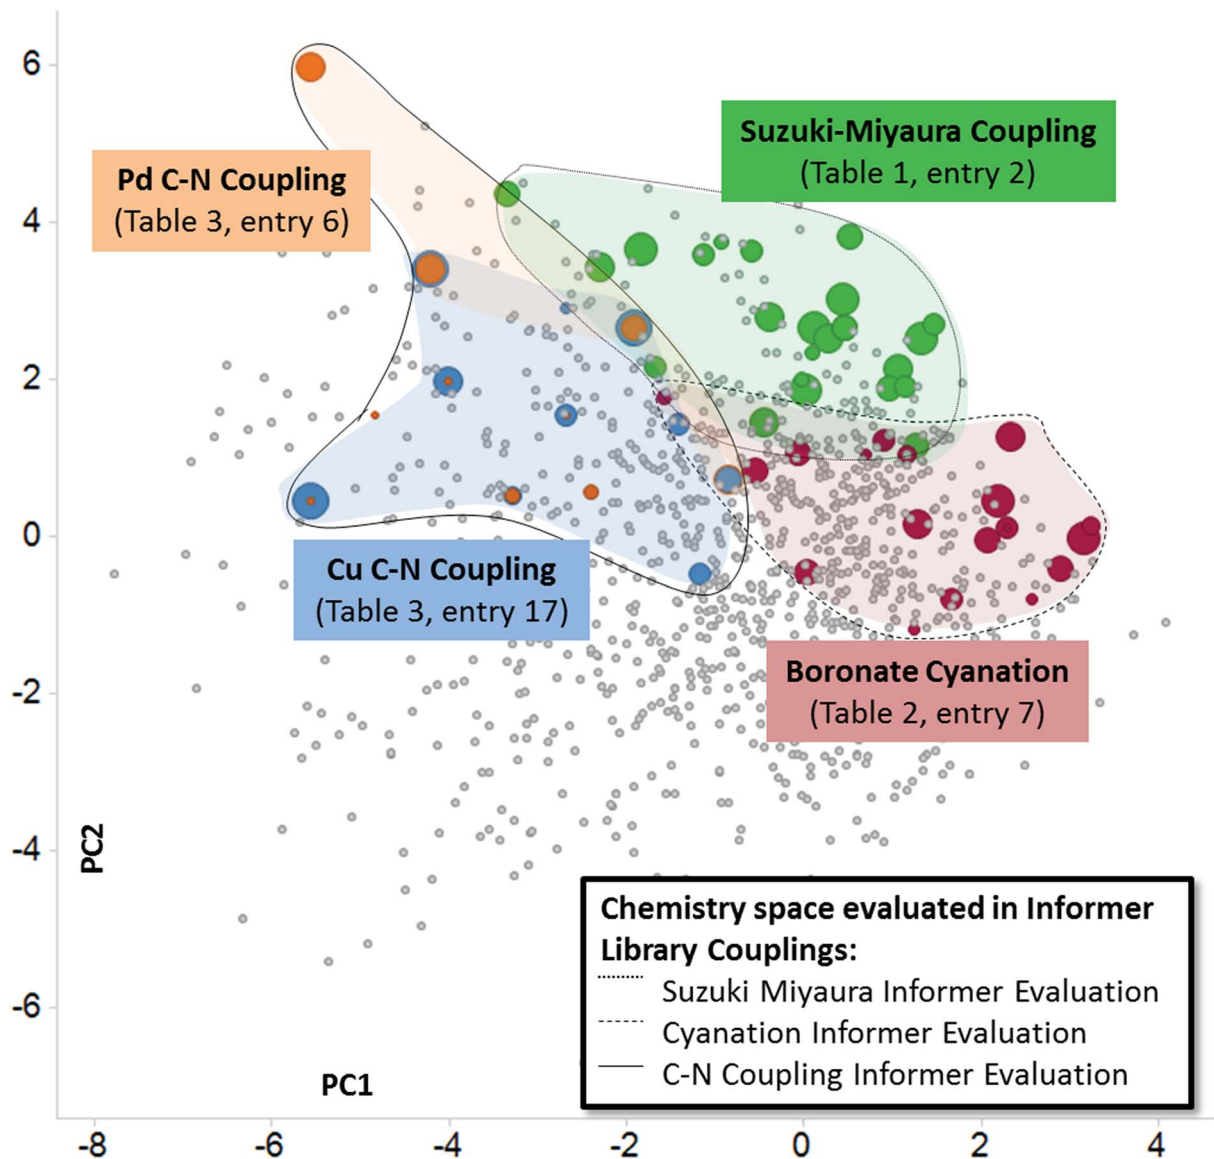 6
4
2
0
-2
-4
-6
PC2
Pd C-N Coupling
(Table 3, entry 6)
Suzuki-Miyaura Coupling
(Table 1, entry 2)
Cu C-N Coupling
(Table 3, entry 17)
Boronate Cyanation
(Table 2, entry 7)
Chemistry space evaluated in Informer
Library Couplings:
Suzuki Miyaura Informer Evaluation
Cyanation Informer Evaluation
C-N Coupling Informer Evaluation
PC1
-8
-6
-4
-2
0
2
4